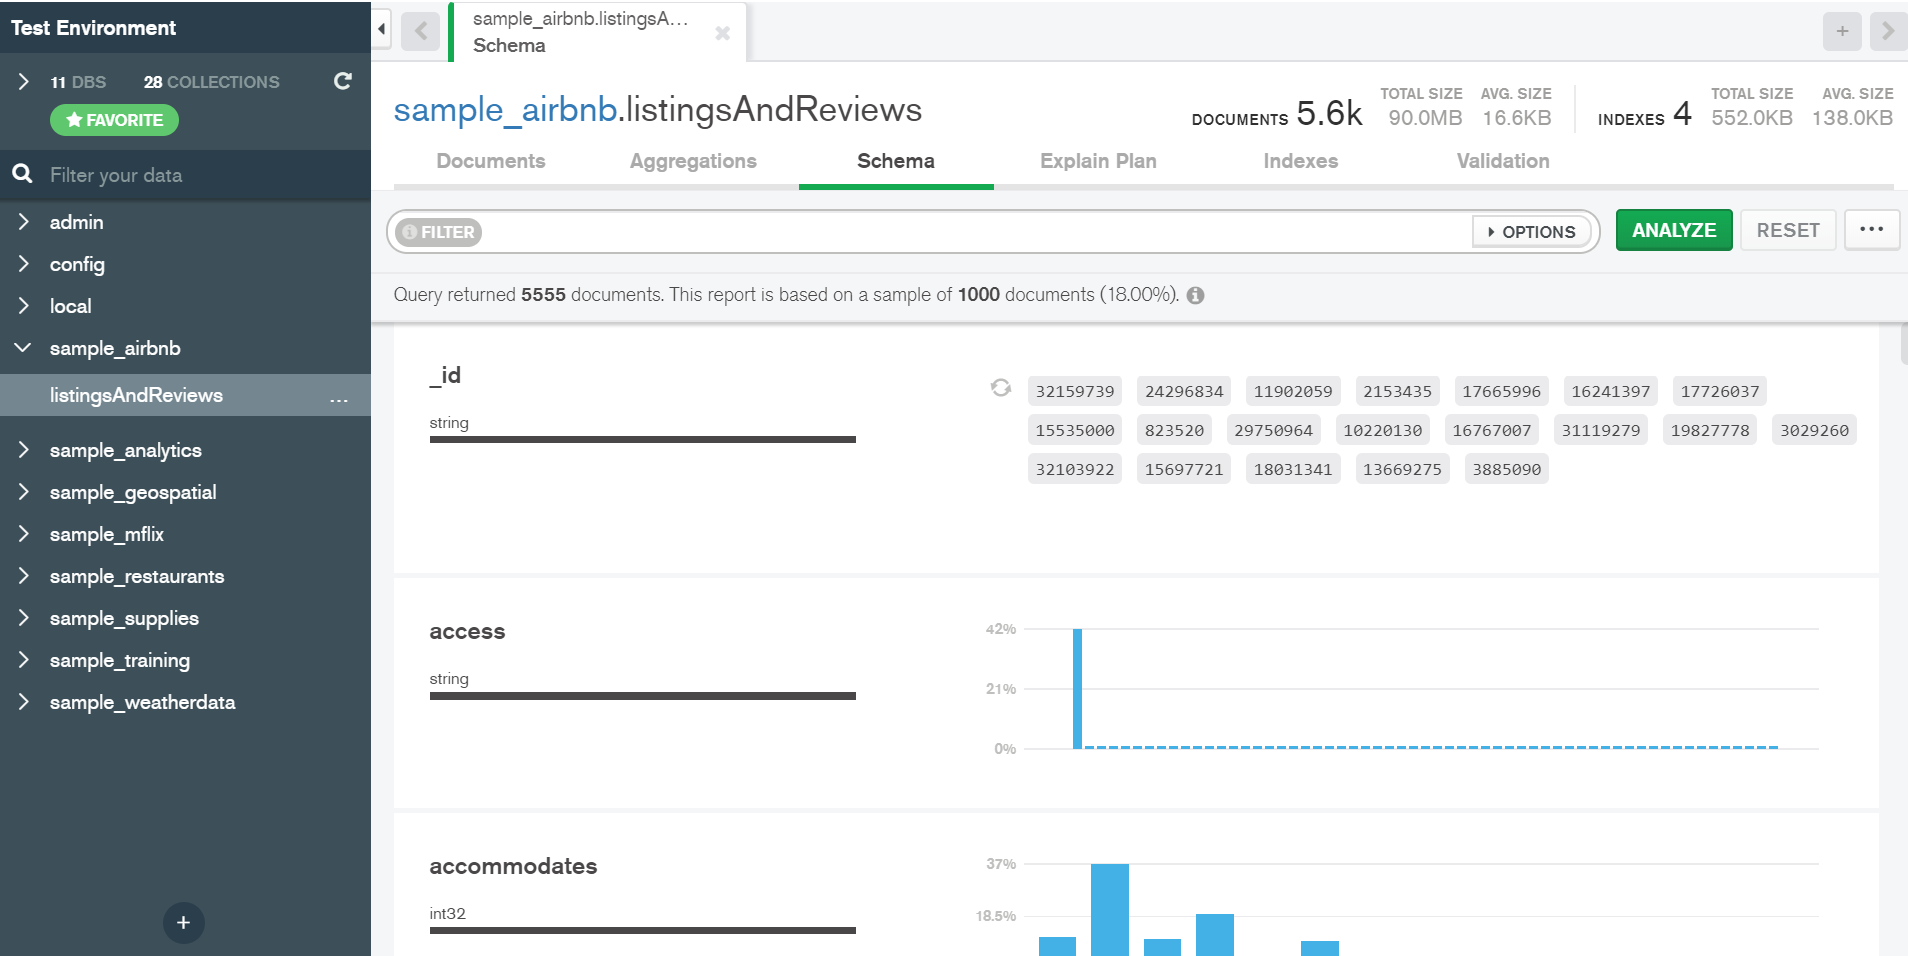 Test Environment
11 DBS 28 COLLECTIONS
FAVORITE
Filter your data
admin
config
local
sample_airbnb
listingsAndReviews ...
sample_analytics
sample_geospatial
sample_mflix
sample_restaurants
sample_supplies
sample_training
sample_weatherdata
+
sample_airbnb.listingsA...
Schema
+
sample_airbnb.listingsAndReviews
DOCUMENTS 5.6k
TOTAL SIZE
90.0MB
AVG. SIZE
16.6KB
INDEXES 4
TOTAL SIZE
552.0KB
AVG. SIZE
138.0KB
Documents Aggregations Schema Explain Plan Indexes Validation
FILTER OPTIONS ANALYZE RESET ...
Query returned 5555 documents. This report is based on a sample of 1000 documents (18.00%).
_id
string
32159739 24296834 11902059 2153435 17665996 16241397 17726037
15535000 823520 29750964 10220130 16767007 31119279 19827778 3029260
32103922 15697721 18031341 13669275 3885090
access
string
42%
21%
0%
accommodates
int32
37%
18.5%